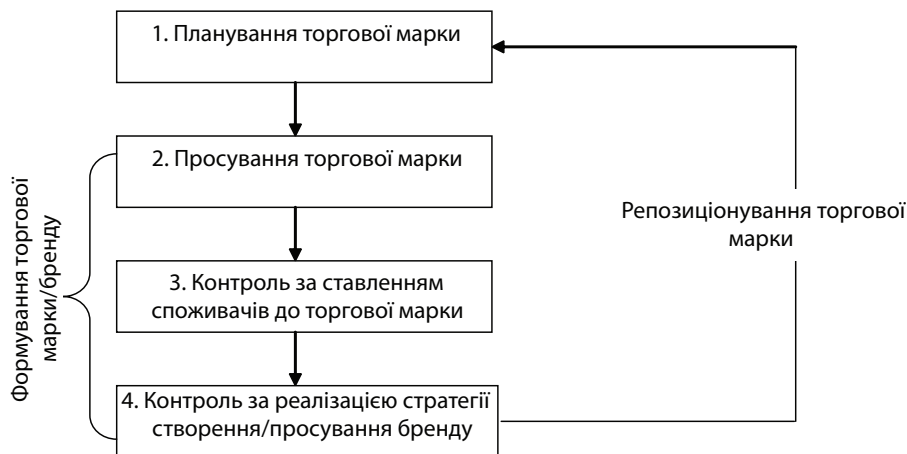 1. Планування торгової марки
2. Просування торгової марки
Формування торгової
марки/бренду
Репозиціонування торгової
марки
3. Контроль за ставленням
споживачів до торгової марки
4. Контроль за реалізацією стратегії
створення/просування бренду